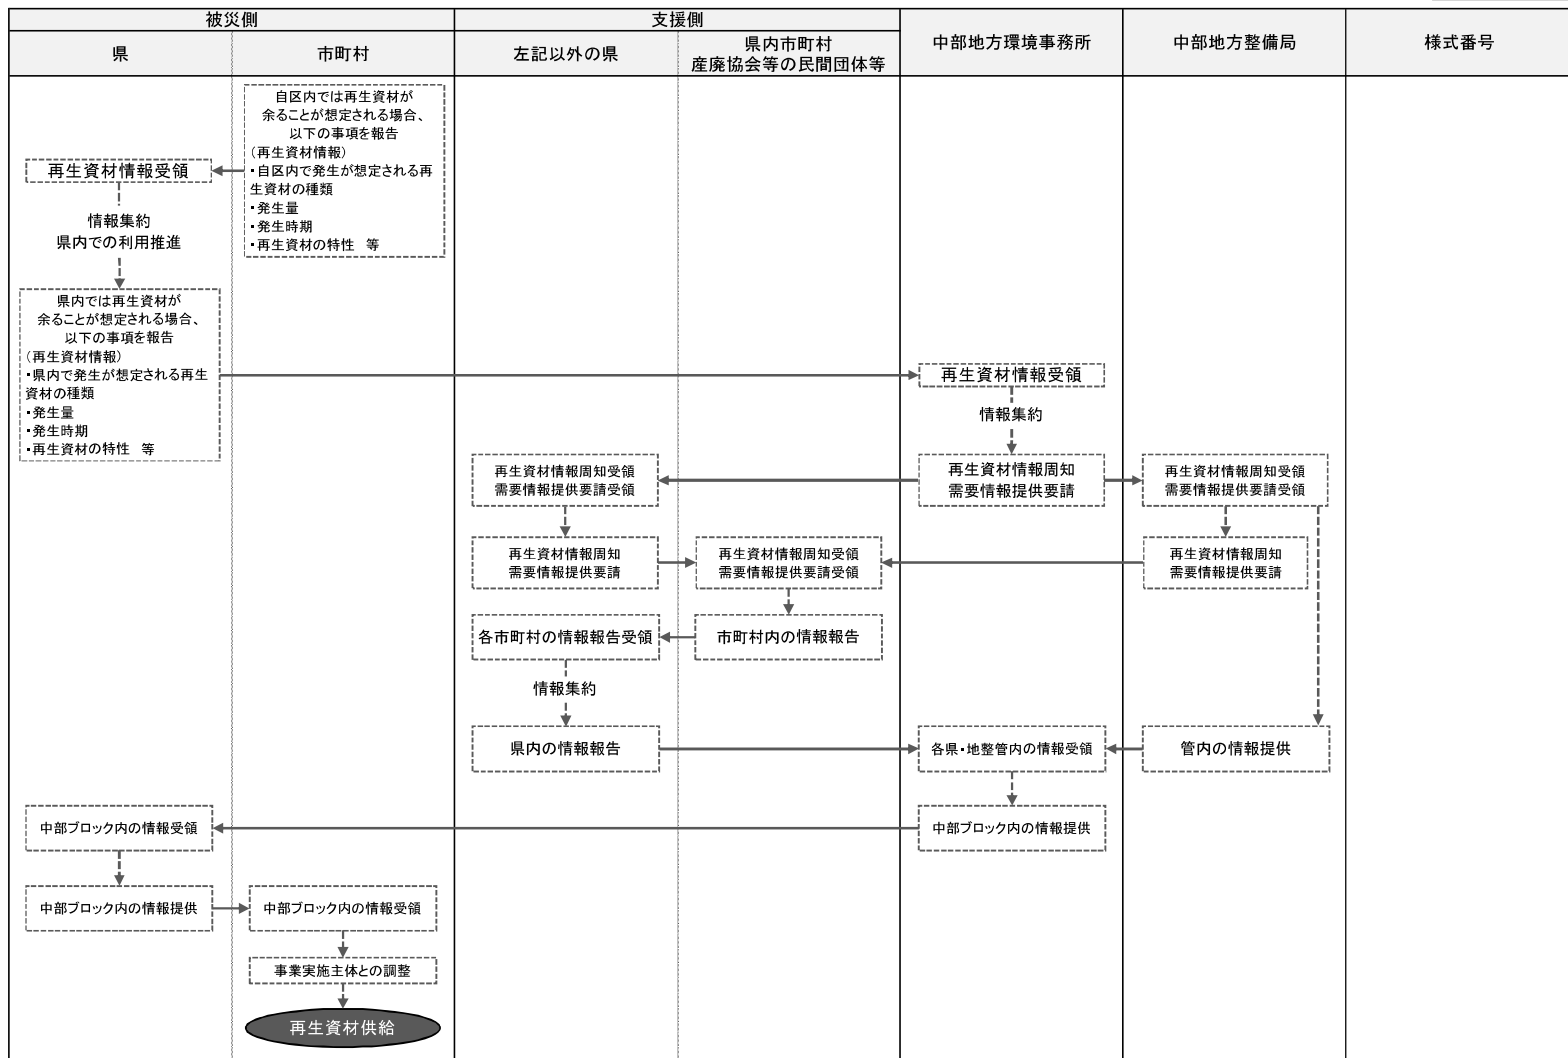 被災側
支援側
中部地方環境事務所
中部地方整備局
様式番号
県
市町村
左記以外の県
県内市町村
産廃協会等の民間団体等
自区内では再生資材が
余ることが想定される場合、
以下の事項を報告
（再生資材情報）
・自区内で発生が想定される再
生資材の種類
・発生量
・発生時期
・再生資材の特性　等
再生資材情報受領
情報集約
県内での利用推進
県内では再生資材が
余ることが想定される場合、
以下の事項を報告
（再生資材情報）
・県内で発生が想定される再生
資材の種類
・発生量
・発生時期
・再生資材の特性　等
再生資材情報受領
情報集約
再生資材情報周知受領
需要情報提供要請受領
再生資材情報周知
需要情報提供要請
再生資材情報周知受領
需要情報提供要請受領
再生資材情報周知
需要情報提供要請
再生資材情報周知受領
需要情報提供要請受領
再生資材情報周知
需要情報提供要請
各市町村の情報報告受領
市町村内の情報報告
情報集約
県内の情報報告
各県・地整管内の情報受領
管内の情報提供
中部ブロック内の情報受領
中部ブロック内の情報提供
中部ブロック内の情報提供
中部ブロック内の情報受領
事業実施主体との調整
再生資材供給